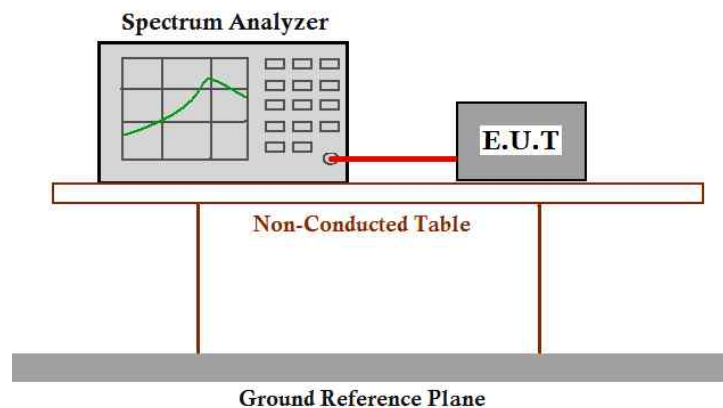 Spectrum Analyzer
E.U.T
Non-Conducted Table
Ground Reference Plane